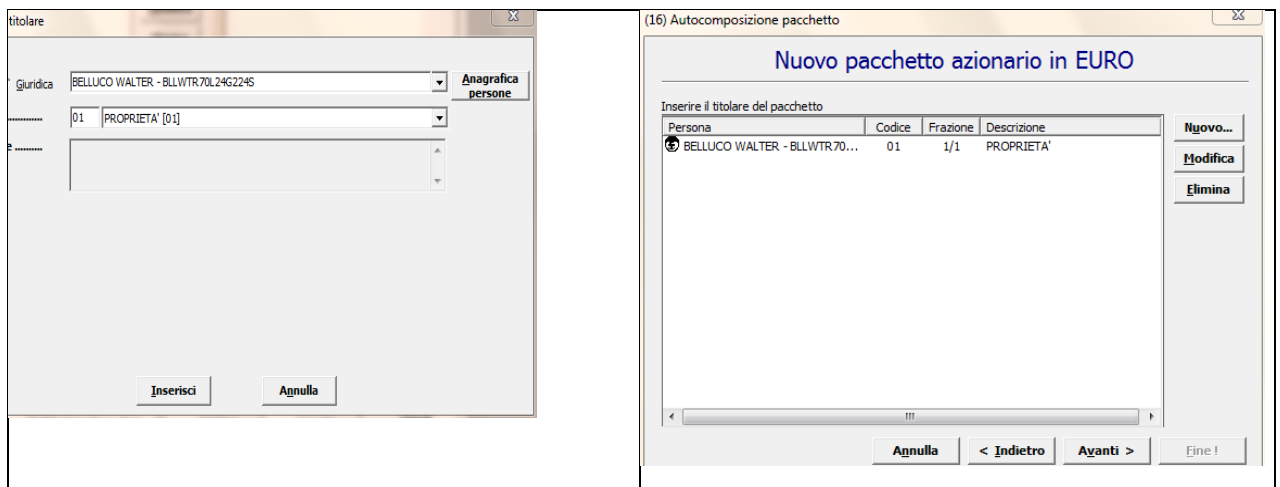 titolare
Giuridica
BELLUCO WALTER - BLLWTR70L24G224S
Anagrafica
persone
01
PROPRIETA' [01]
Inserisci
Annulla
(16) Autocomposizione pacchetto
Nuovo pacchetto azionario in EURO
Inserire il titolare del pacchetto
Persona Codice Frazione Descrizione
BELLUCO WALTER - BLLWTR70... 01 1/1 PROPRIETA'
Nuovo...
Modifica
Elimina
Annulla
< Indietro
Avanti >
Fine !